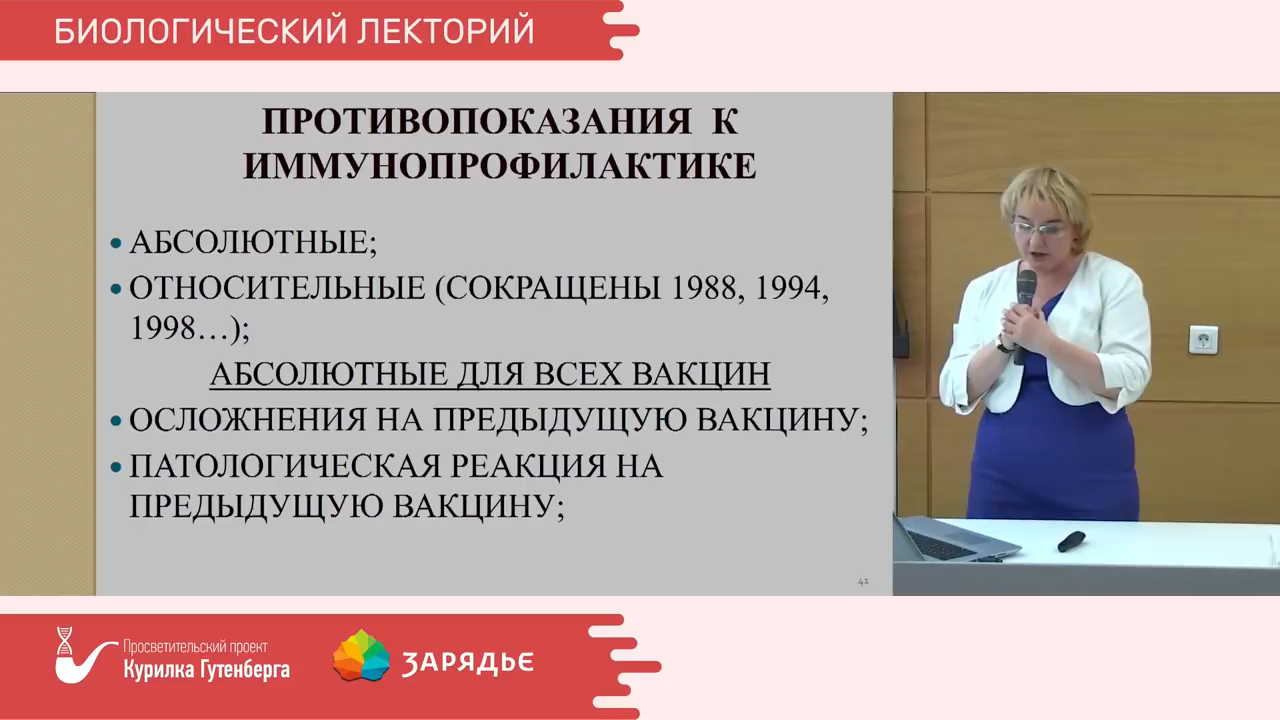 БИОЛОГИЧЕСКИЙ ЛЕКТОРИЙ
ПРОТИВОПОКАЗАНИЯ К
ИММУНОПРОФИЛАКТИКЕ
• АБСОЛЮТНЫЕ;
• ОТНОСИТЕЛЬНЫЕ (СОКРАЩЕНЫ 1988, 1994,
1998...);
АБСОЛЮТНЫЕ ДЛЯ ВСЕХ ВАКЦИН
• ОСЛОЖНЕНИЯ НА ПРЕДЫДУЩУЮ ВАКЦИНУ;
• ПАТОЛОГИЧЕСКАЯ РЕАКЦИЯ НА
ПРЕДЫДУЩУЮ ВАКЦИНУ;
42
Просветительский проект
Курилка Гутенберга
ЗАРЯДЬЕ